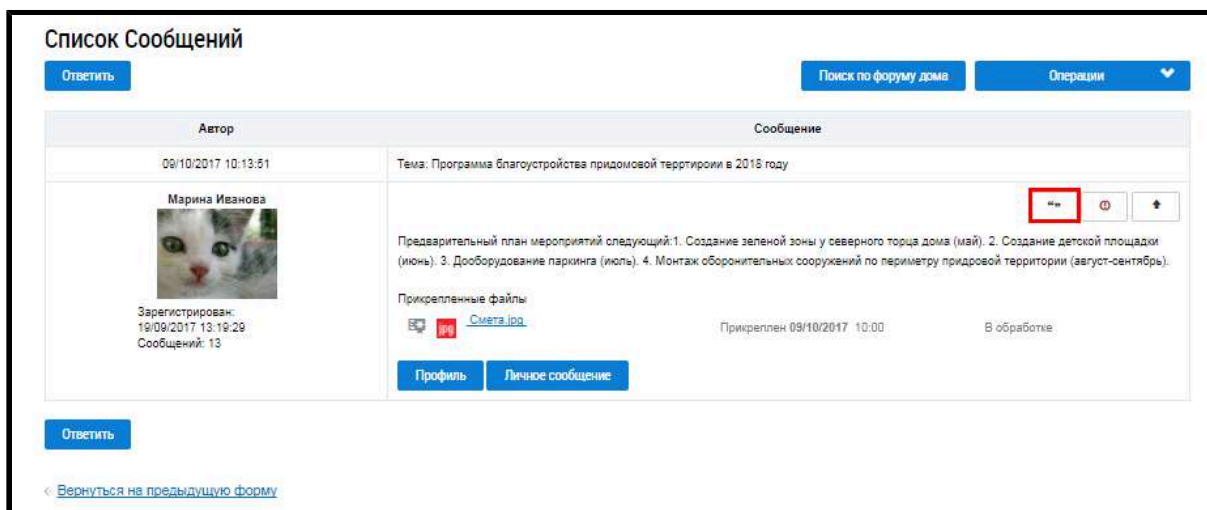 Список Сообщений
Ответить
Поиск по форуму дома
Операции
Автор
Сообщение
09/10/2017 10:13:51
Тема: Программа благоустройства придомовой терртироии в 2018 году
Марина Иванова
Предварительный план мероприятий следующий:1. Создание зеленой зоны у северного торца дома (май). 2. Создание детской площадки
(июнь). 3. Дооборудование паркинга (июль). 4. Монтаж оборонительных сооружений по периметру придровой территории (август-сентябрь).
Зарегистрирован:
19/09/2017 13:19:29
Сообщений: 13
Прикрепленные файлы
jpg
Смета.jpg
Прикреплен 09/10/2017 10:00
В обработке
Профиль
Личное сообщение
Ответить
Вернуться на предыдущую форму